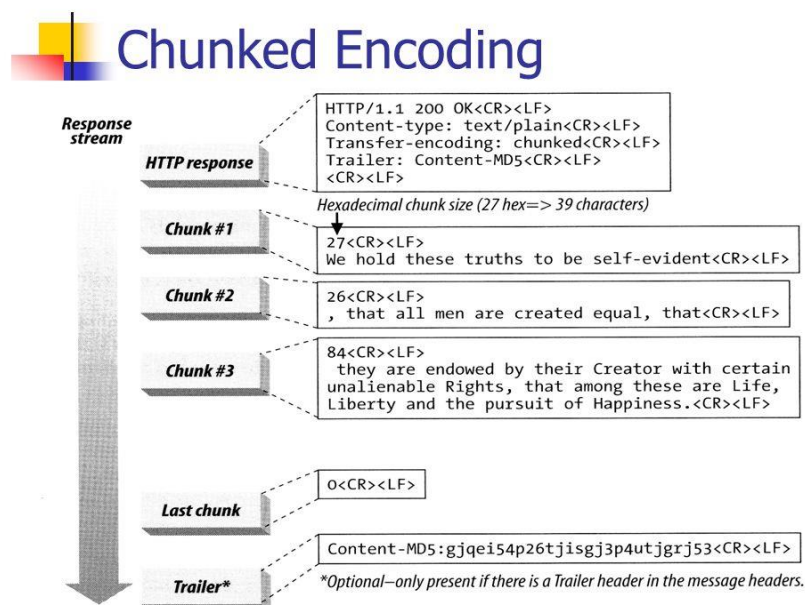 Chunked Encoding
Response
stream
HTTP response
HTTP/1.1 200 OK<CR><LF>
Content-type: text/plain<CR><LF>
Transfer-encoding: chunked<CR><LF>
Trailer: Content-MD5<CR><LF>
<CR><LF>
Hexadecimal chunk size (27 hex=> 39 characters)
Chunk #1
27<CR><LF>
We hold these truths to be self-evident<CR><LF>
Chunk #2
26<CR><LF>
, that all men are created equal, that<CR><LF>
Chunk #3
84<CR><LF>
they are endowed by their Creator with certain
unalienable Rights, that among these are Life,
Liberty and the pursuit of Happiness.<CR><LF>
Last chunk
0<CR><LF>
Trailer*
Content-MD5:gjqei54p26tjisgj3p4utjgrj53<CR><LF>
*Optional—only present if there is a Trailer header in the message headers.